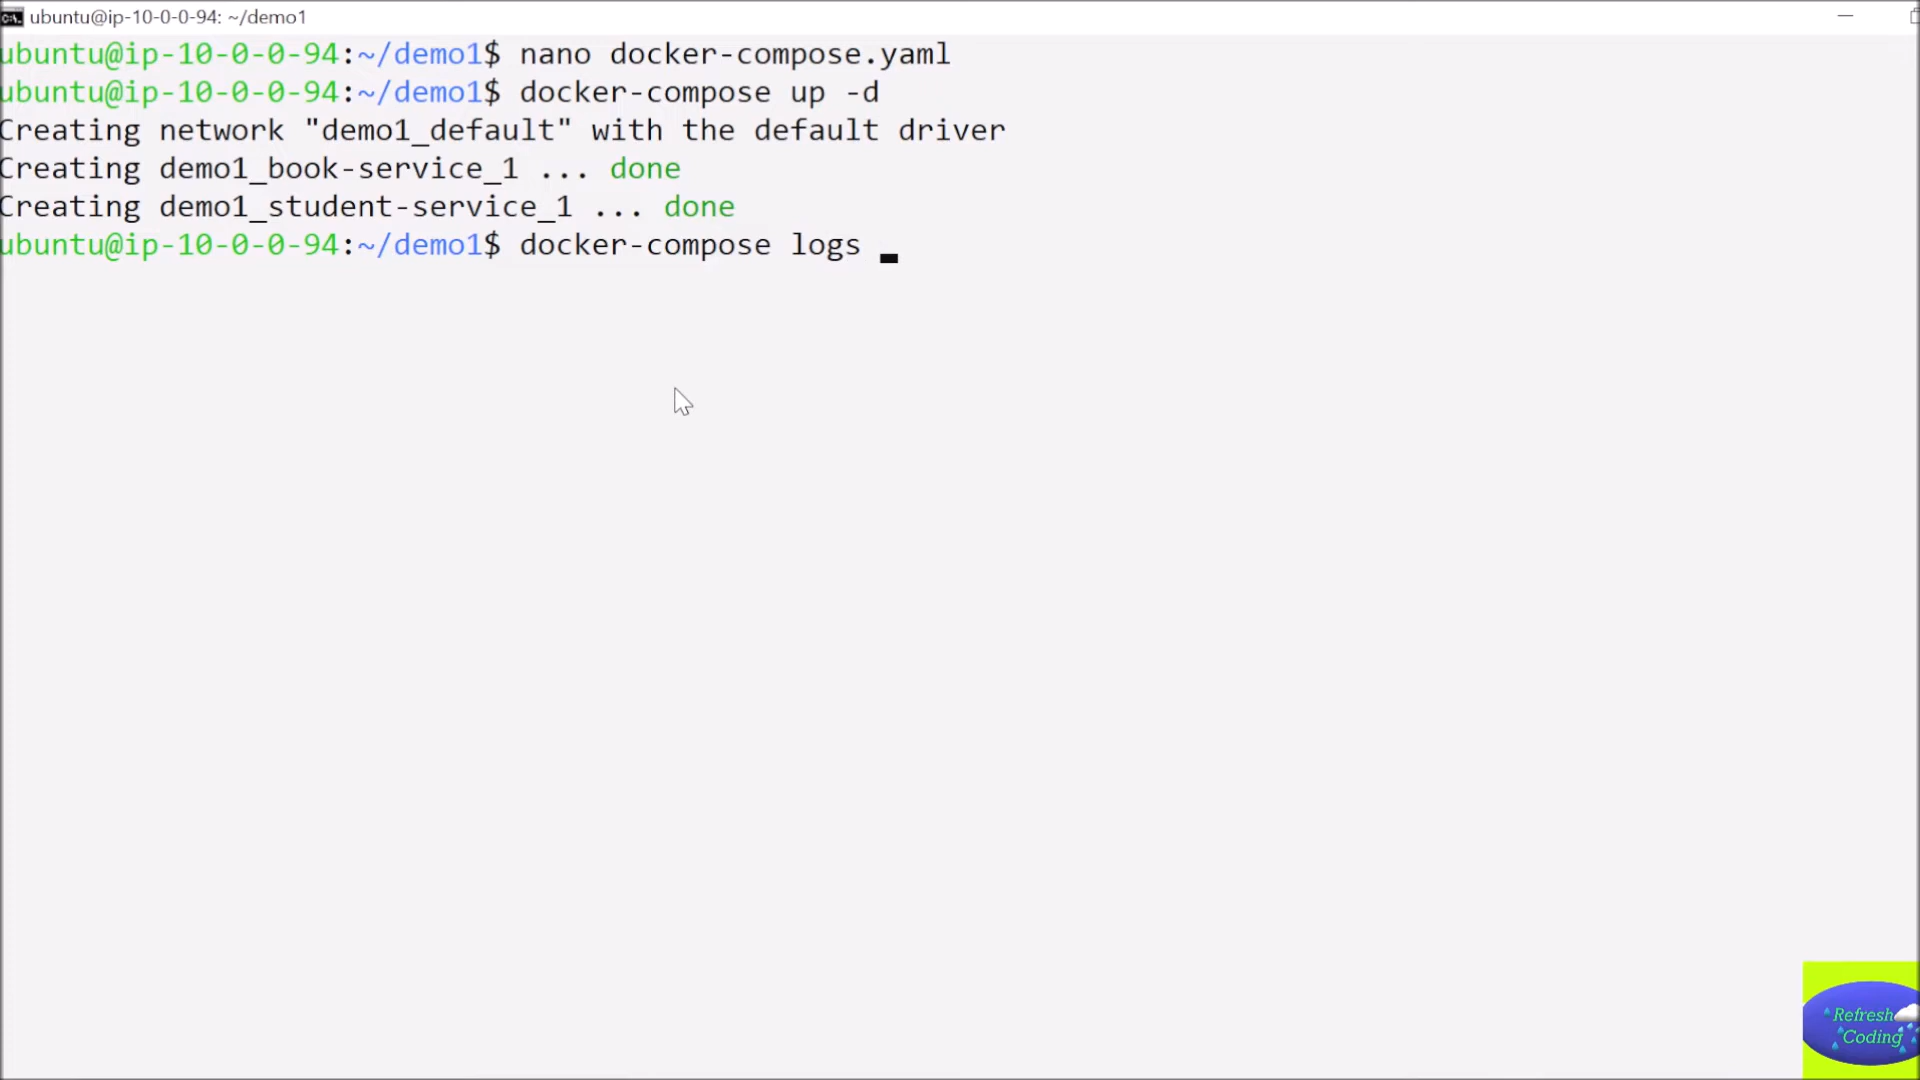 ubuntu@ip-10-0-0-94: ~/demo1
ubuntu@ip-10-0-0-94:~/demo1$ nano docker-compose.yaml
ubuntu@ip-10-0-0-94:~/demo1$ docker-compose up -d
Creating network "demo1_default" with the default driver
Creating demo1_book-service_1 ... done
Creating demo1_student-service_1 ... done
ubuntu@ip-10-0-0-94:~/demo1$ docker-compose logs
Refresh
Coding